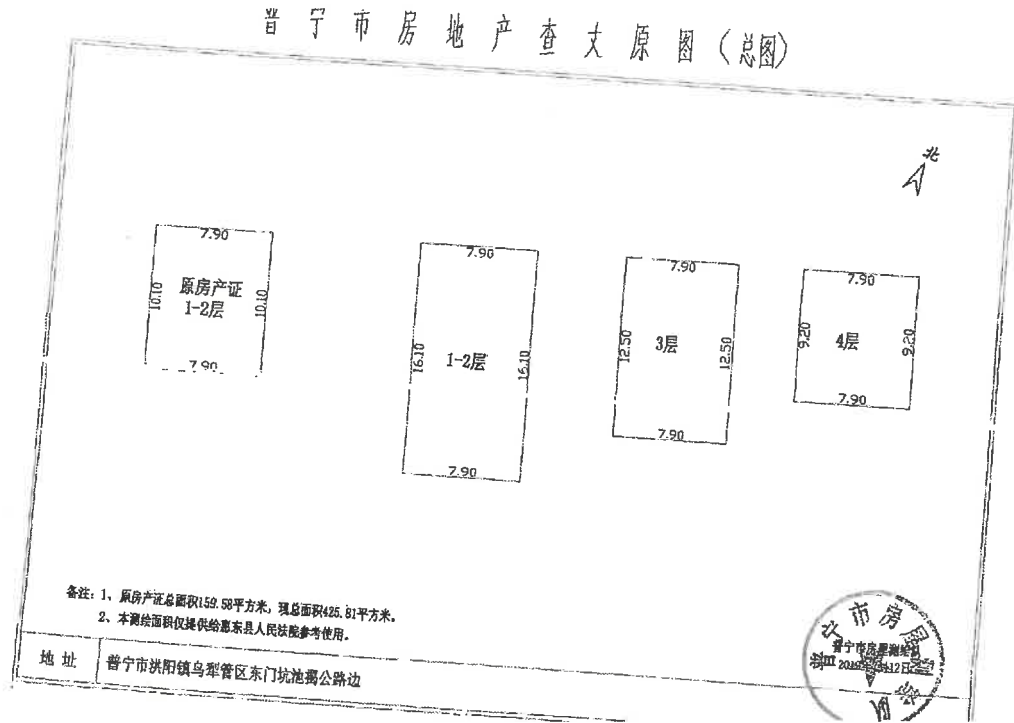 普宁市房地产查丈原图（总图）
北
7.90
原房产证
1-2层
10.10
10.10
7.90
7.90
16.10
1-2层
16.10
7.90
7.90
12.50
3层
12.50
7.90
7.90
9.20
4层
9.20
7.90
备注：1、原房产证总面积159.58平方米，现总面积425.81平方米。
2、本测绘面积仅提供给惠东县人民法院参考使用。
地址
普宁市洪阳镇乌犁管区东门坑池揭公路边
普宁市房屋测绘队